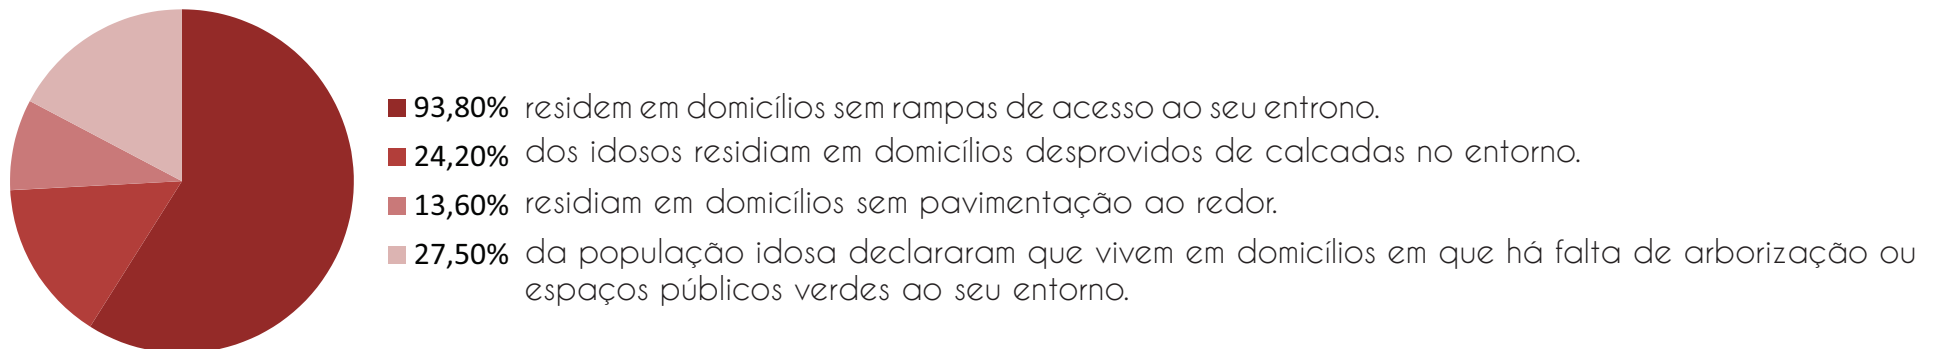 93,80% residem em domicílios sem rampas de acesso ao seu entrono.
24,20% dos idosos residiam em domicílios desprovidos de calcadas no entorno.
13,60% residiam em domicílios sem pavimentação ao redor.
27,50% da população idosa declararam que vivem em domicílios em que há falta de arborização ou
espaços públicos verdes ao seu entorno.